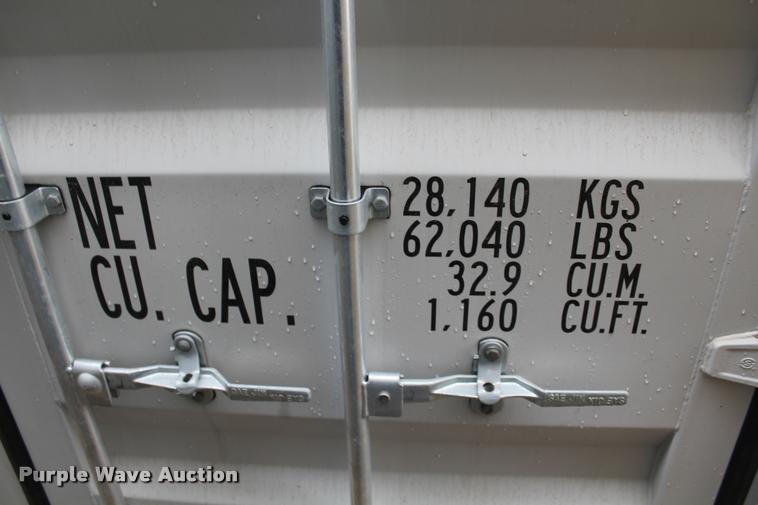 NET 28,140 KGS
62,040 LBS
CU. CAP. 32.9 CU.M.
1,160 CU.FT.
Purple Wave Auction